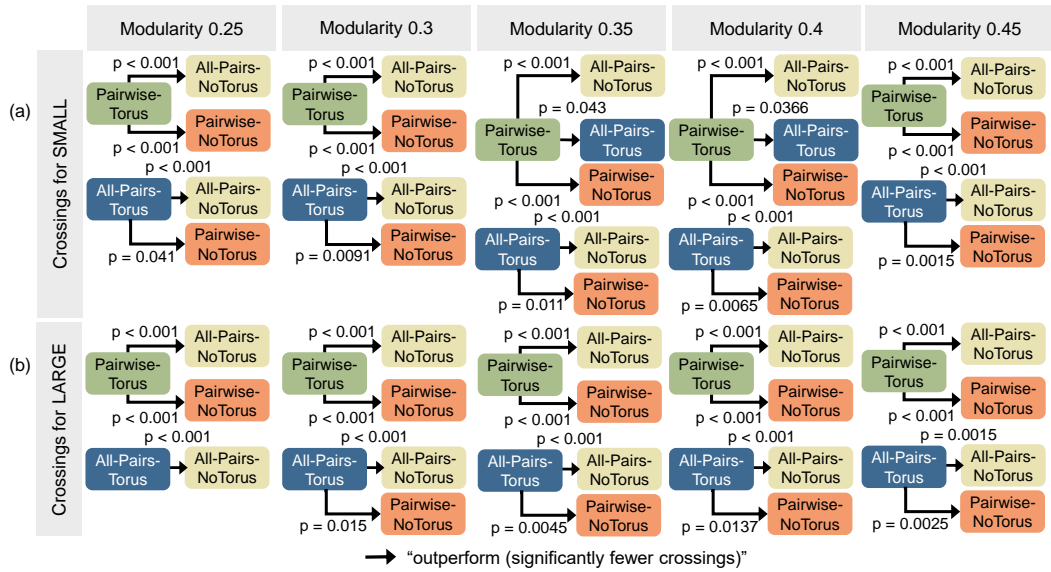 Modularity 0.25
Modularity 0.3
Modularity 0.35
Modularity 0.4
Modularity 0.45
(a)
Crossings for SMALL
p < 0.001
All-Pairs-
NoTorus
Pairwise-
Torus
Pairwise-
NoTorus
p < 0.001
p < 0.001
All-Pairs-
Torus
All-Pairs-
NoTorus
Pairwise-
NoTorus
p = 0.041
p < 0.001
All-Pairs-
NoTorus
Pairwise-
Torus
Pairwise-
NoTorus
p < 0.001
p < 0.001
All-Pairs-
Torus
All-Pairs-
NoTorus
Pairwise-
NoTorus
p = 0.0091
p < 0.001
All-Pairs-
NoTorus
p = 0.043
Pairwise-
Torus
All-Pairs-
Torus
Pairwise-
NoTorus
p < 0.001
p < 0.001
All-Pairs-
Torus
All-Pairs-
NoTorus
Pairwise-
NoTorus
p = 0.011
p < 0.001
All-Pairs-
NoTorus
p = 0.0366
Pairwise-
Torus
All-Pairs-
Torus
Pairwise-
NoTorus
p < 0.001
p < 0.001
All-Pairs-
Torus
All-Pairs-
NoTorus
Pairwise-
NoTorus
p = 0.0065
p < 0.001
All-Pairs-
NoTorus
Pairwise-
Torus
Pairwise-
NoTorus
p < 0.001
p < 0.001
All-Pairs-
Torus
All-Pairs-
NoTorus
Pairwise-
NoTorus
p = 0.0015
(b)
Crossings for LARGE
p < 0.001
All-Pairs-
NoTorus
Pairwise-
Torus
Pairwise-
NoTorus
p < 0.001
p < 0.001
All-Pairs-
Torus
All-Pairs-
NoTorus
p < 0.001
All-Pairs-
NoTorus
Pairwise-
Torus
Pairwise-
NoTorus
p < 0.001
p < 0.001
All-Pairs-
Torus
All-Pairs-
NoTorus
Pairwise-
NoTorus
p = 0.015
p < 0.001
All-Pairs-
NoTorus
Pairwise-
Torus
Pairwise-
NoTorus
p < 0.001
p < 0.001
All-Pairs-
Torus
All-Pairs-
NoTorus
Pairwise-
NoTorus
p = 0.0045
p < 0.001
All-Pairs-
NoTorus
Pairwise-
Torus
Pairwise-
NoTorus
p < 0.001
p < 0.001
All-Pairs-
Torus
All-Pairs-
NoTorus
Pairwise-
NoTorus
p = 0.0137
p < 0.001
All-Pairs-
NoTorus
Pairwise-
Torus
Pairwise-
NoTorus
p < 0.001
p = 0.0015
All-Pairs-
Torus
All-Pairs-
NoTorus
Pairwise-
NoTorus
p = 0.0025
“outperform (significantly fewer crossings)”